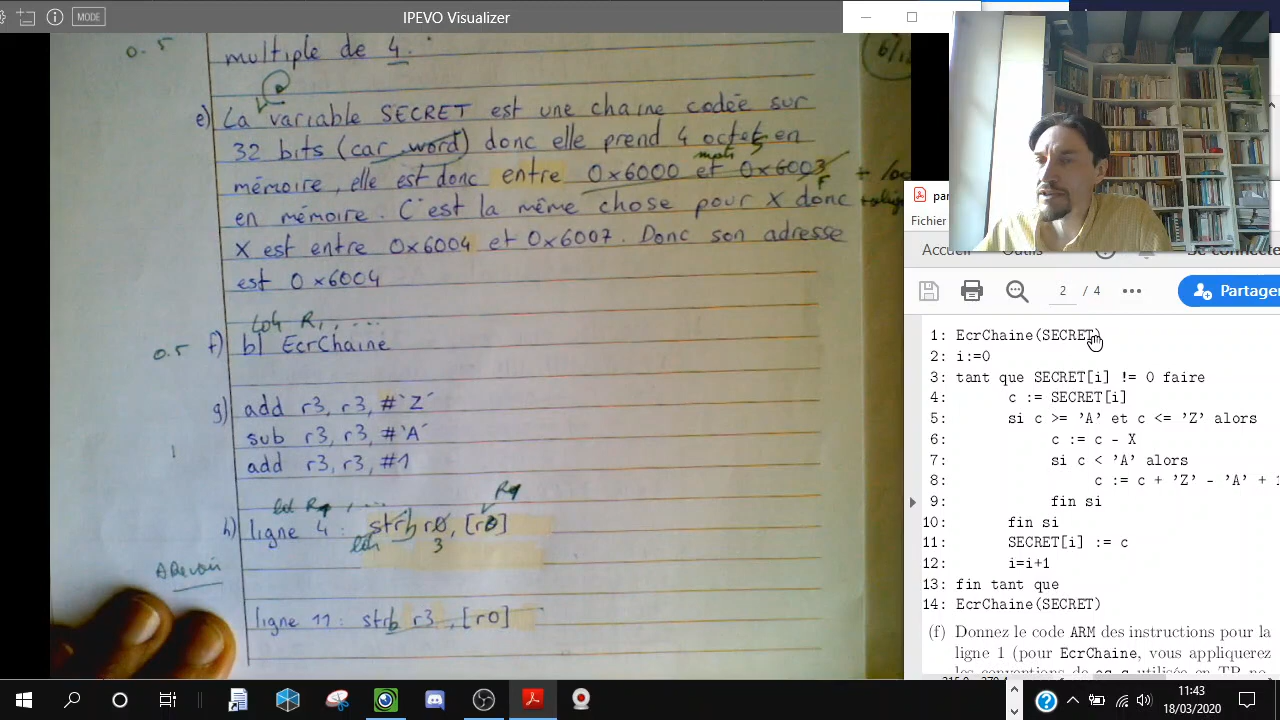 IPEVO Visualizer
MODE
0.5
multiple de 4.
e) La variable SECRET est une chaine codée sur
32 bits (car word) donc elle prend 4 octets en
mots
mémoire, elle est donc entre 0x6000 et 0x6003
en mémoire. C'est la même chose pour X donc
X est entre 0x6004 et 0x6007. Donc son adresse
est 0x6004
0.5 f) b| EcrChaine
g) add r3, r3, #'Z'
sub r3, r3, #'A'
1
add r3, r3, #1
h) ligne 4: strb r0, [r0]
3
A Revoir
ligne 11: strb r3, [r0]
Fichier
Accueil
2 / 4
Partager
1: EcrChaine(SECRET)
2: i:=0
3: tant que SECRET[i] != 0 faire
4: c := SECRET[i]
5: si c >= 'A' et c <= 'Z' alors
6: c := c - X
7: si c < 'A' alors
8: c := c + 'Z' - 'A' + 1
9: fin si
10: fin si
11: SECRET[i] := c
12: i=i+1
13: fin tant que
14: EcrChaine(SECRET)
(f) Donnez le code ARM des instructions pour la
ligne 1 (pour EcrChaine, vous appliquerez
11:43
18/03/2020